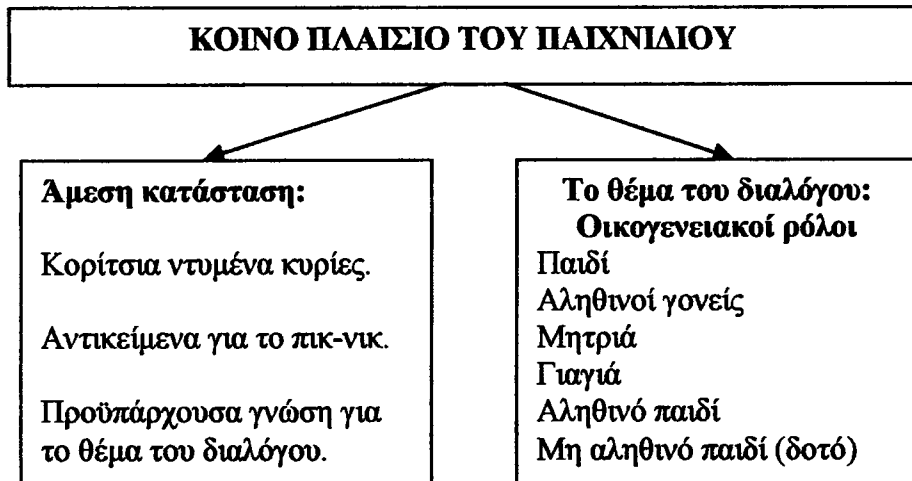 ΚΟΙΝΟ ΠΛΑΙΣΙΟ ΤΟΥ ΠΑΙΧΝΙΔΙΟΥ
Άμεση κατάσταση:
Κορίτσια ντυμένα κυρίες.
Αντικείμενα για το πικ-νικ.
Προϋπάρχουσα γνώση για
το θέμα του διαλόγου.
Το θέμα του διαλόγου:
Οικογενειακοί ρόλοι
Παιδί
Αληθινοί γονείς
Μητριά
Γιαγιά
Αληθινό παιδί
Μη αληθινό παιδί (δοτό)